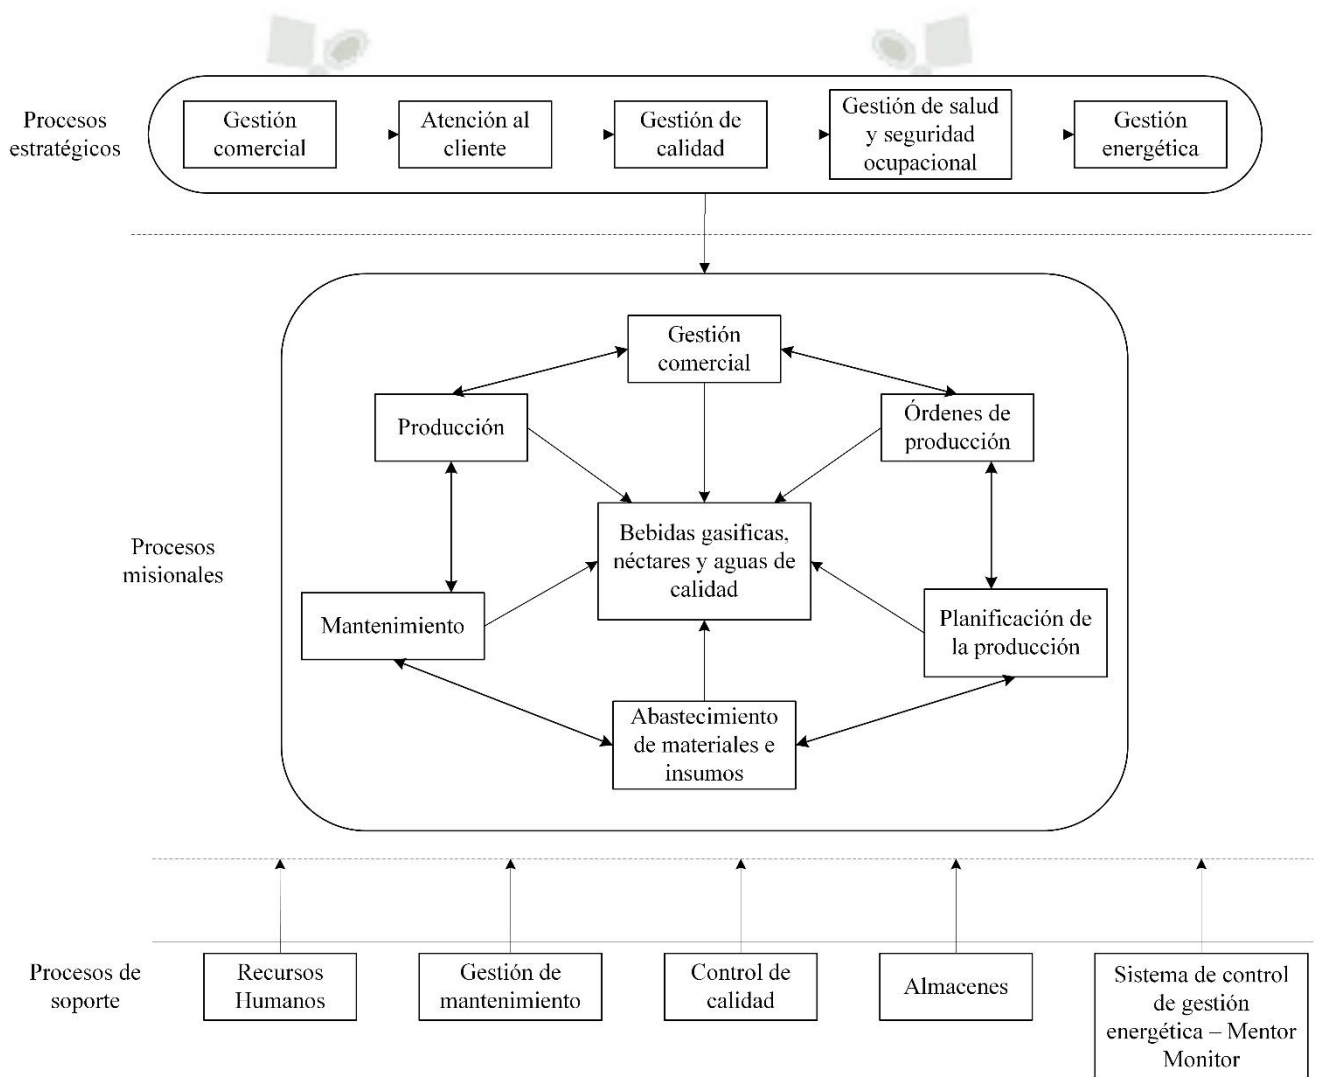 Procesos
estratégicos
Gestión
comercial
Atención al
cliente
Gestión de
calidad
Gestión de salud
y seguridad
ocupacional
Gestión
energética
Procesos
misionales
Gestión
comercial
Producción
Órdenes de
producción
Bebidas gasificas,
néctares y aguas de
calidad
Mantenimiento
Planificación de
la producción
Abastecimiento
de materiales e
insumos
Procesos de
soporte
Recursos
Humanos
Gestión de
mantenimiento
Control de
calidad
Almacenes
Sistema de control
de gestión
energética – Mentor
Monitor